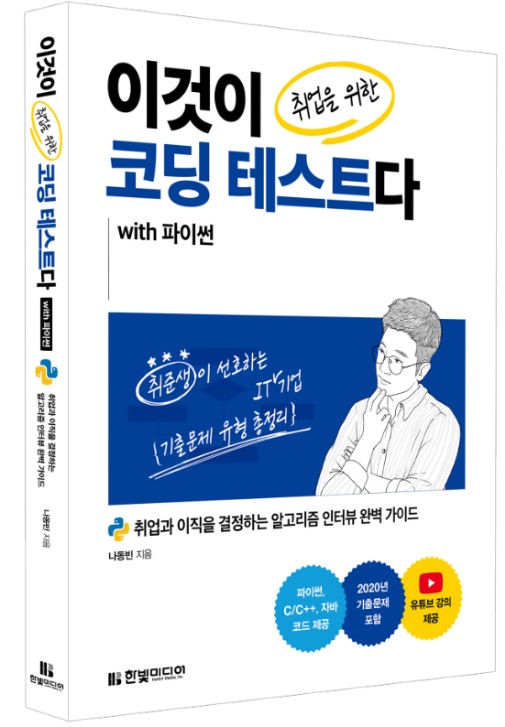 이것이
취업을 위한
코딩 테스트다
with 파이썬
취업과 이직을 결정하는
알고리즘 인터뷰 완벽 가이드
나동빈 지음
한빛미디어
이것이 취업을 위한
코딩 테스트다
with 파이썬
취준생이 선호하는
IT기업
{기출문제 유형 총정리}
취업과 이직을 결정하는 알고리즘 인터뷰 완벽 가이드
나동빈 지음
파이썬,
C/C++, 자바
코드 제공
2020년
기출문제
포함
유튜브 강의
제공
한빛미디어
Hanbit Media, Inc.